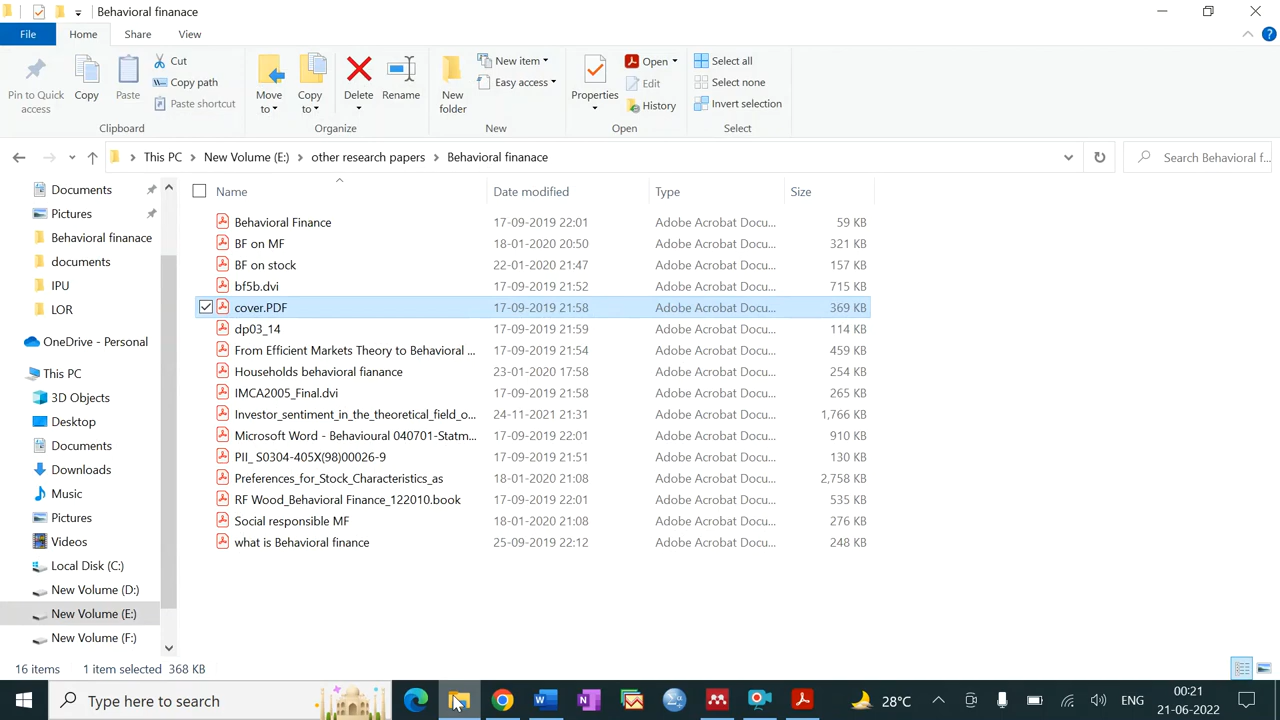 Behavioral finanace
File
Home
Share
View
Pin to Quick access
Copy
Paste
Cut
Copy path
Paste shortcut
Clipboard
Move to
Copy to
Delete
Rename
Organize
New folder
New item
Easy access
New
Properties
Open
Edit
History
Open
Select all
Select none
Invert selection
Select
This PC > New Volume (E:) > other research papers > Behavioral finanace
Search Behavioral f...
Documents
Pictures
Behavioral finanace
documents
IPU
LOR
OneDrive - Personal
This PC
3D Objects
Desktop
Documents
Downloads
Music
Pictures
Videos
Local Disk (C:)
New Volume (D:)
New Volume (E:)
New Volume (F:)
Name Date modified Type Size
Behavioral Finance 17-09-2019 22:01 Adobe Acrobat Docu... 59 KB
BF on MF 18-01-2020 20:50 Adobe Acrobat Docu... 321 KB
BF on stock 22-01-2020 21:47 Adobe Acrobat Docu... 157 KB
bf5b.dvi 17-09-2019 21:52 Adobe Acrobat Docu... 715 KB
cover.PDF 17-09-2019 21:58 Adobe Acrobat Docu... 369 KB
dp03_14 17-09-2019 21:59 Adobe Acrobat Docu... 114 KB
From Efficient Markets Theory to Behavioral ... 17-09-2019 21:54 Adobe Acrobat Docu... 459 KB
Households behavioral fianance 23-01-2020 17:58 Adobe Acrobat Docu... 254 KB
IMCA2005_Final.dvi 17-09-2019 21:58 Adobe Acrobat Docu... 265 KB
Investor_sentiment_in_the_theoretical_field_o... 24-11-2021 21:31 Adobe Acrobat Docu... 1,766 KB
Microsoft Word - Behavioural 040701-Statm... 17-09-2019 22:01 Adobe Acrobat Docu... 910 KB
PII_ S0304-405X(98)00026-9 17-09-2019 21:51 Adobe Acrobat Docu... 130 KB
Preferences_for_Stock_Characteristics_as 18-01-2020 21:08 Adobe Acrobat Docu... 2,758 KB
RF Wood_Behavioral Finance_122010.book 17-09-2019 22:01 Adobe Acrobat Docu... 535 KB
Social responsible MF 18-01-2020 21:08 Adobe Acrobat Docu... 276 KB
what is Behavioral finance 25-09-2019 22:12 Adobe Acrobat Docu... 248 KB
16 items 1 item selected 368 KB
Type here to search
28°C
ENG
00:21
21-06-2022